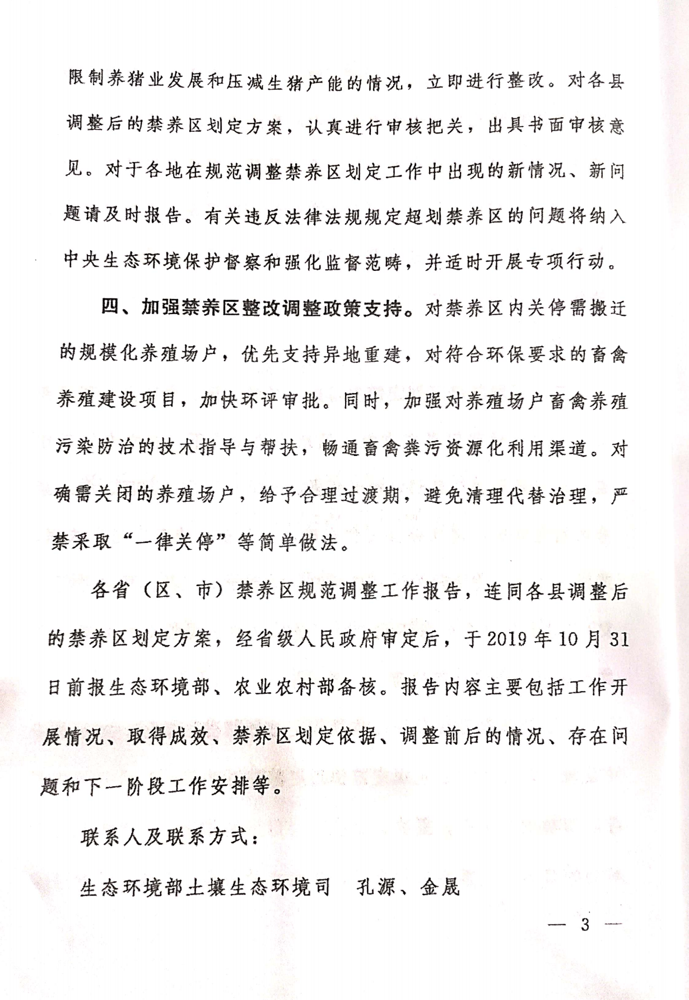 限制养猪业发展和压减生猪产能的情况，立即进行整改。对各县
调整后的禁养区划定方案，认真进行审核把关，出具书面审核意
见。对于各地在规范调整禁养区划定工作中出现的新情况、新问
题请及时报告。有关违反法律法规规定超划禁养区的问题将纳入
中央生态环境保护督察和强化监督范畴，并适时开展专项行动。
四、加强禁养区整改调整政策支持。对禁养区内关停需搬迁
的规模化养殖场户，优先支持异地重建，对符合环保要求的畜禽
养殖建设项目，加快环评审批。同时，加强对养殖场户畜禽养殖
污染防治的技术指导与帮扶，畅通畜禽粪污资源化利用渠道。对
确需关闭的养殖场户，给予合理过渡期，避免清理代替治理，严
禁采取“一律关停”等简单做法。
各省（区、市）禁养区规范调整工作报告，连同各县调整后
的禁养区划定方案，经省级人民政府审定后，于2019年10月31
日前报生态环境部、农业农村部备核。报告内容主要包括工作开
展情况、取得成效、禁养区划定依据、调整前后的情况、存在问
题和下一阶段工作安排等。
联系人及联系方式：
生态环境部土壤生态环境司 孔源、金晟
— 3 —